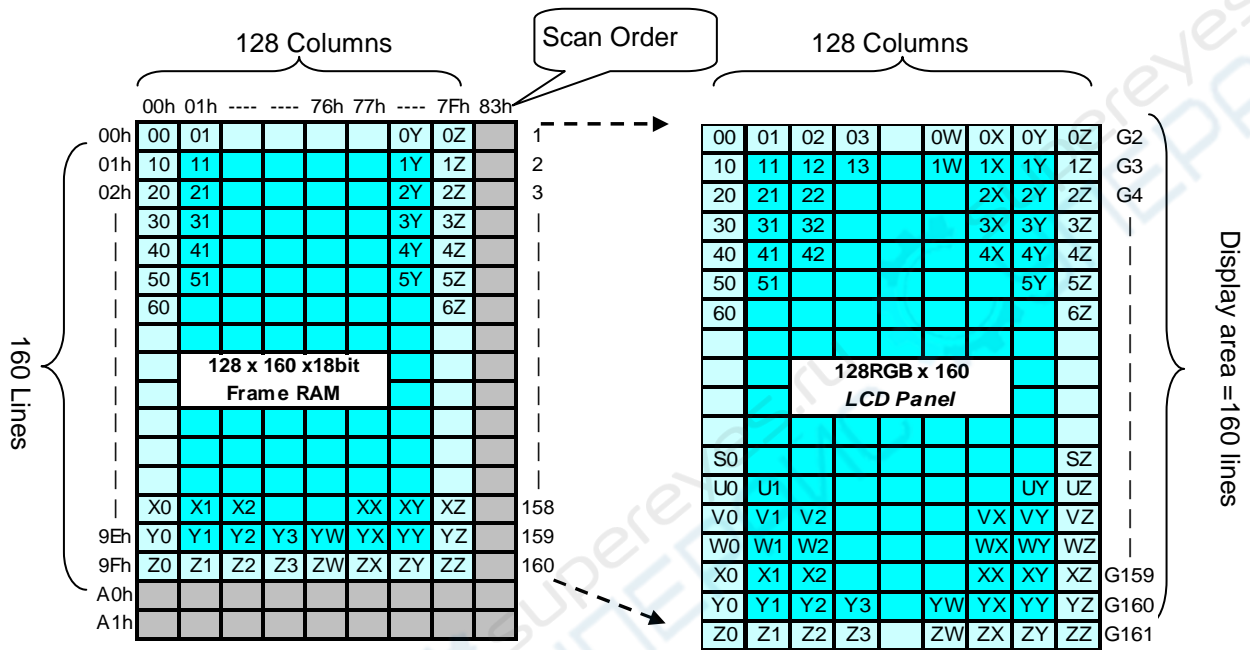 128 Columns
Scan Order
128 Columns
00h 01h ---- ---- 76h 77h ---- 7Fh 83h
00h 00 01 0Y 0Z 1
01h 10 11 1Y 1Z 2
02h 20 21 2Y 2Z 3
30 31 3Y 3Z
40 41 4Y 4Z
50 51 5Y 5Z
60 6Z
128 x 160 x18bit
Frame RAM
X0 X1 X2 XX XY XZ 158
9Eh Y0 Y1 Y2 Y3 YW YX YY YZ 159
9Fh Z0 Z1 Z2 Z3 ZW ZX ZY ZZ 160
A0h
A1h
160 Lines
00 01 02 03 0W 0X 0Y 0Z G2
10 11 12 13 1W 1X 1Y 1Z G3
20 21 22 2X 2Y 2Z G4
30 31 32 3X 3Y 3Z
40 41 42 4X 4Y 4Z
50 51 5Y 5Z
60 6Z
128RGB x 160
LCD Panel
S0 SZ
U0 U1 UY UZ
V0 V1 V2 VX VY VZ
W0 W1 W2 WX WY WZ
X0 X1 X2 XX XY XZ G159
Y0 Y1 Y2 Y3 YW YX YY YZ G160
Z0 Z1 Z2 Z3 ZW ZX ZY ZZ G161
Display area =160 lines